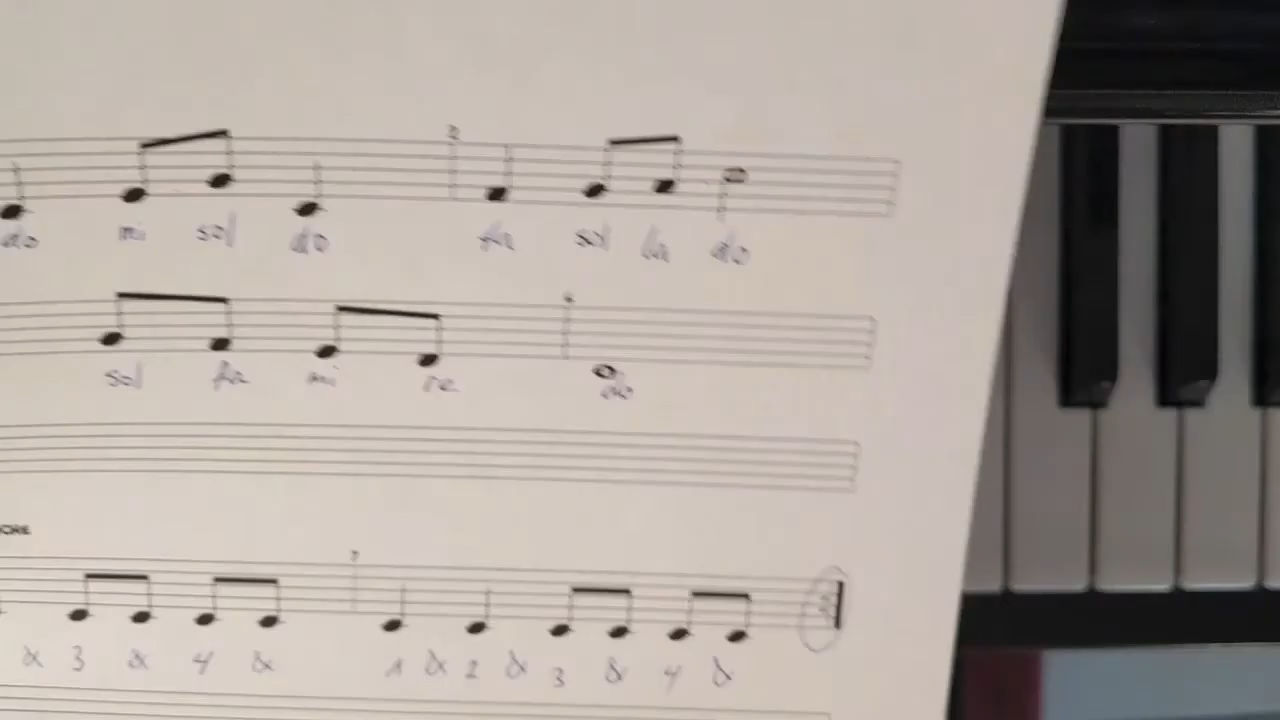 do mi sol do fa sol la do
sol fa mi re do
& 3 & 4 & 1 & 2 & 3 & 4 &